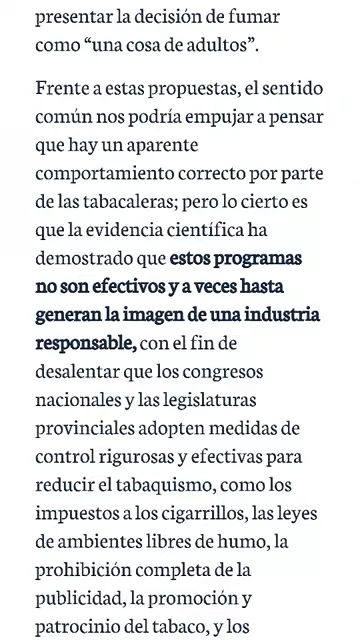 presentar la decisión de fumar
como “una cosa de adultos”.
Frente a estas propuestas, el sentido
común nos podría empujar a pensar
que hay un aparente
comportamiento correcto por parte
de las tabacaleras; pero lo cierto es
que la evidencia científica ha
demostrado que estos programas
no son efectivos y a veces hasta
generan la imagen de una industria
responsable, con el fin de
desalentar que los congresos
nacionales y las legislaturas
provinciales adopten medidas de
control rigurosas y efectivas para
reducir el tabaquismo, como los
impuestos a los cigarrillos, las leyes
de ambientes libres de humo, la
prohibición completa de la
publicidad, la promoción y
patrocinio del tabaco, y los